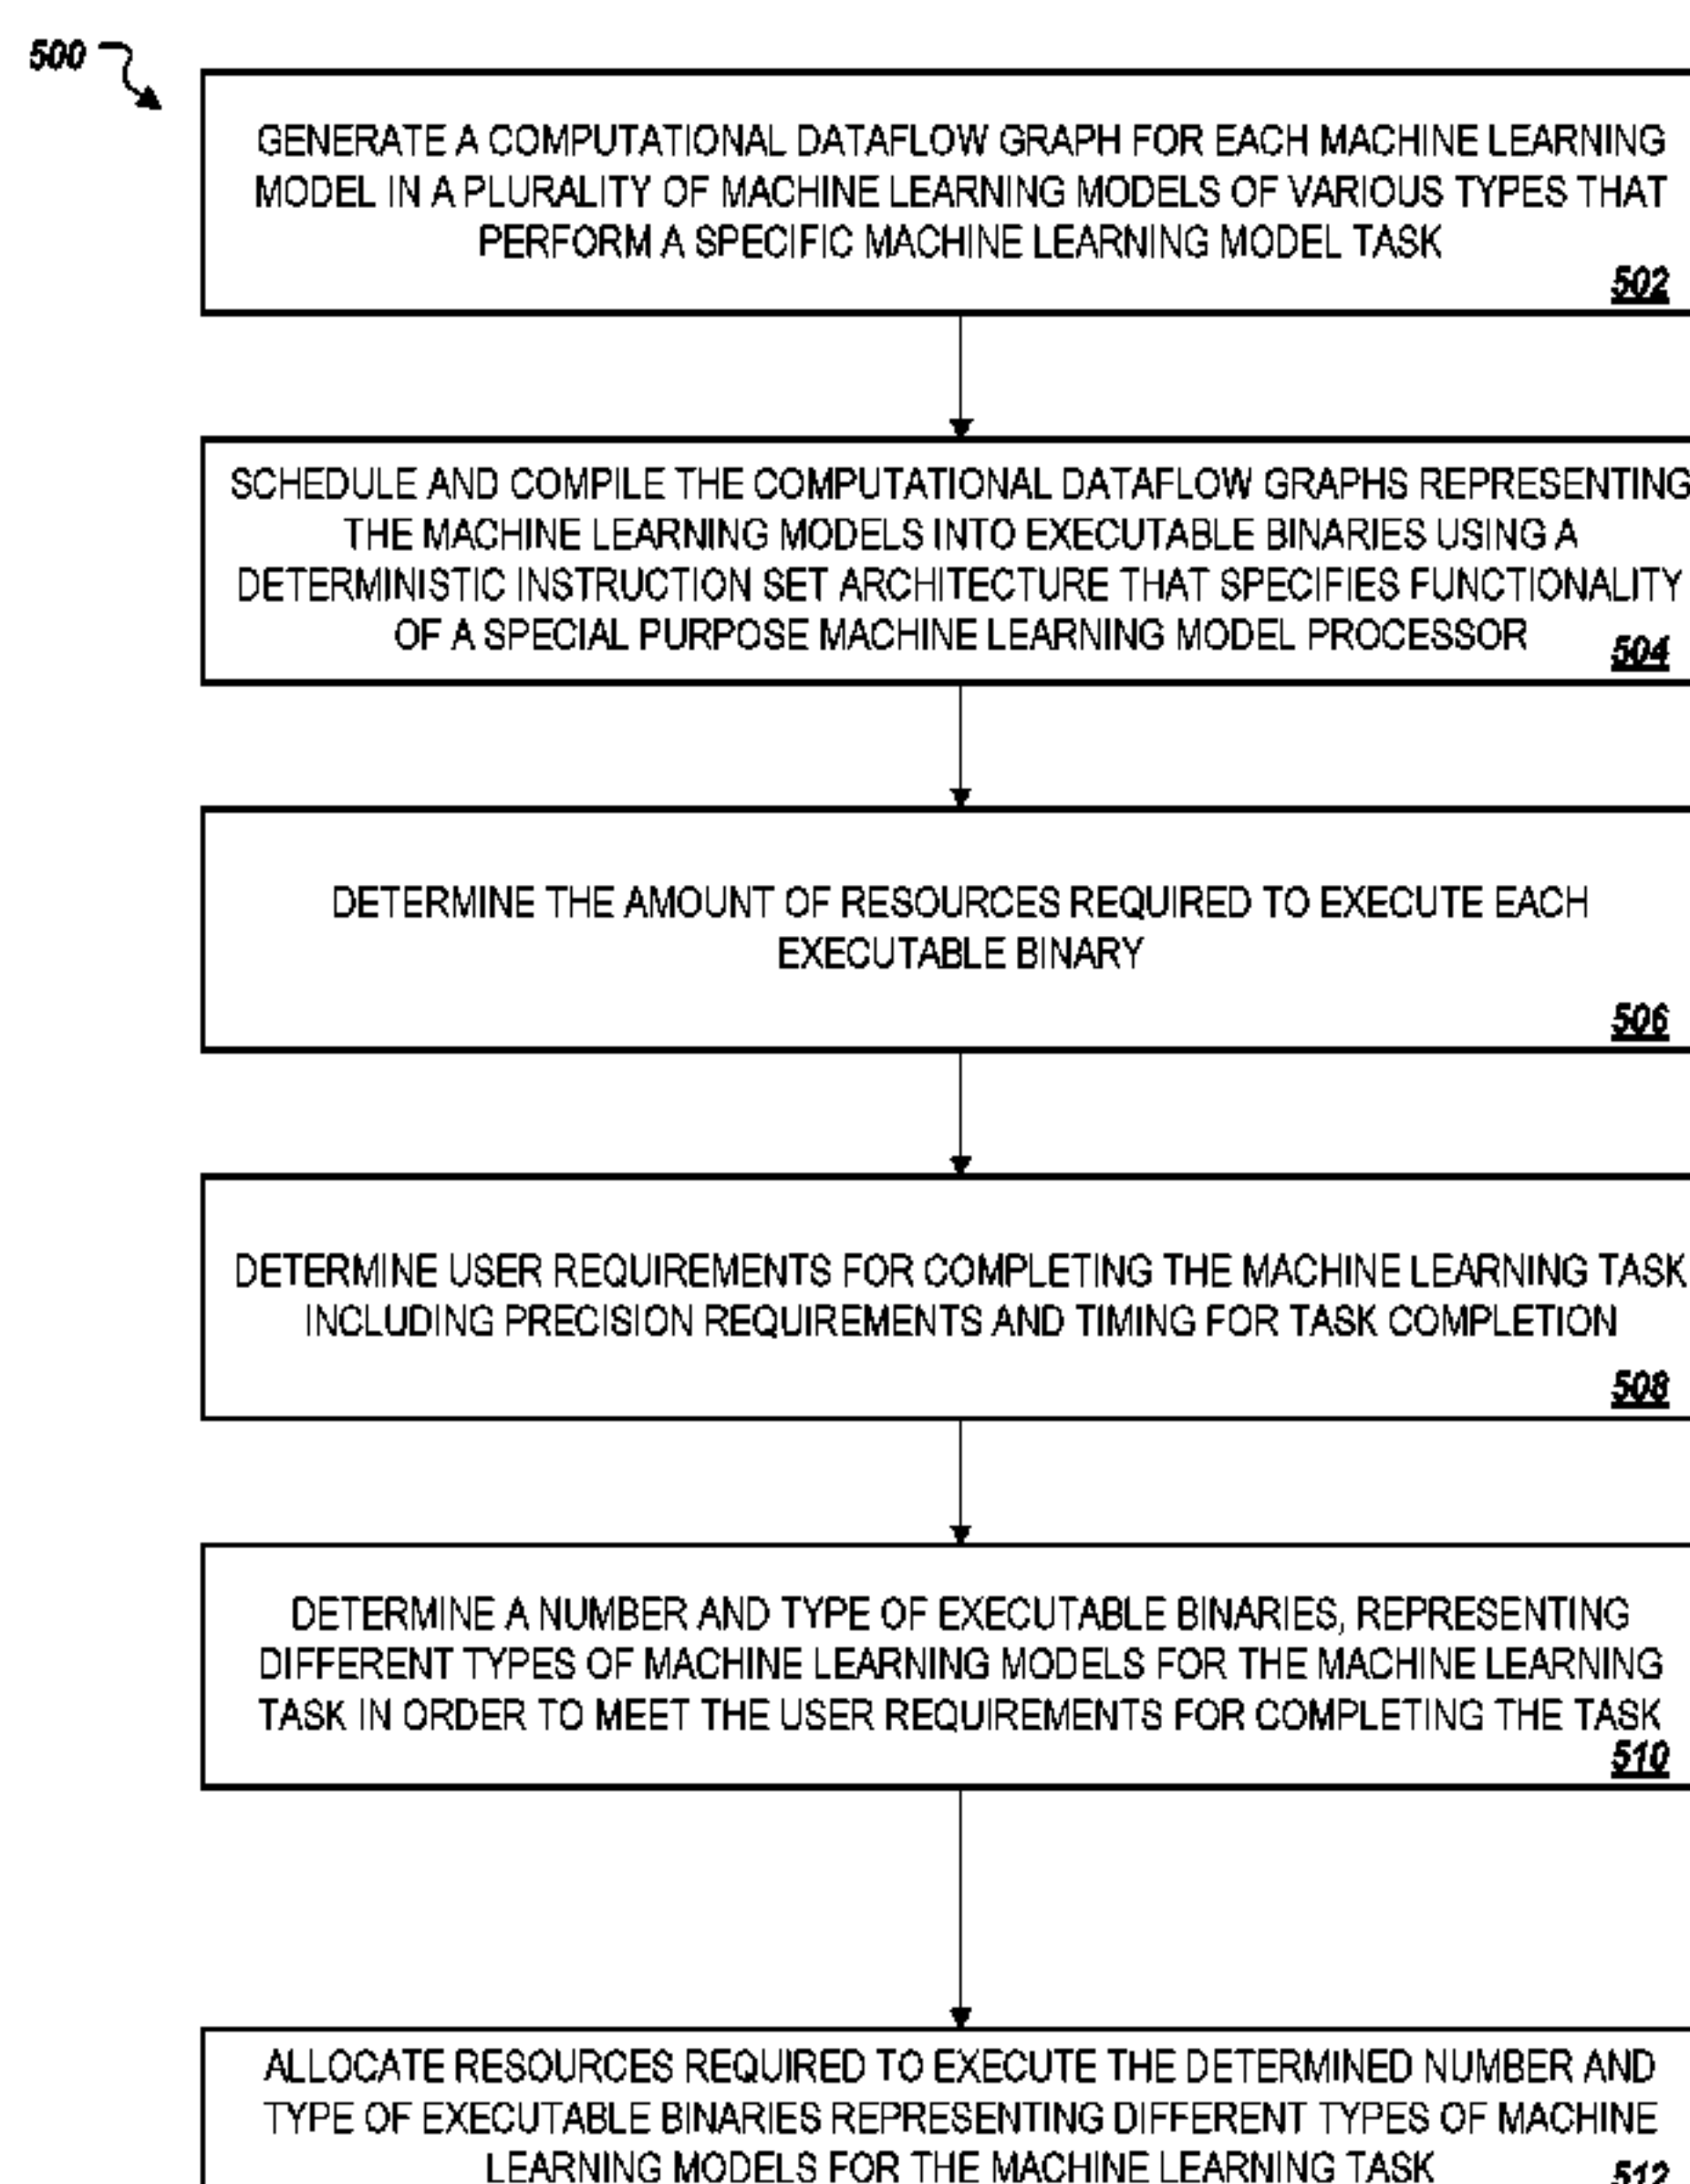 500
GENERATE A COMPUTATIONAL DATAFLOW GRAPH FOR EACH MACHINE LEARNING
MODEL IN A PLURALITY OF MACHINE LEARNING MODELS OF VARIOUS TYPES THAT
PERFORM A SPECIFIC MACHINE LEARNING MODEL TASK
502
SCHEDULE AND COMPILE THE COMPUTATIONAL DATAFLOW GRAPHS REPRESENTING
THE MACHINE LEARNING MODELS INTO EXECUTABLE BINARIES USING A
DETERMINISTIC INSTRUCTION SET ARCHITECTURE THAT SPECIFIES FUNCTIONALITY
OF A SPECIAL PURPOSE MACHINE LEARNING MODEL PROCESSOR
504
DETERMINE THE AMOUNT OF RESOURCES REQUIRED TO EXECUTE EACH
EXECUTABLE BINARY
506
DETERMINE USER REQUIREMENTS FOR COMPLETING THE MACHINE LEARNING TASK
INCLUDING PRECISION REQUIREMENTS AND TIMING FOR TASK COMPLETION
508
DETERMINE A NUMBER AND TYPE OF EXECUTABLE BINARIES, REPRESENTING
DIFFERENT TYPES OF MACHINE LEARNING MODELS FOR THE MACHINE LEARNING
TASK IN ORDER TO MEET THE USER REQUIREMENTS FOR COMPLETING THE TASK
510
ALLOCATE RESOURCES REQUIRED TO EXECUTE THE DETERMINED NUMBER AND
TYPE OF EXECUTABLE BINARIES REPRESENTING DIFFERENT TYPES OF MACHINE
LEARNING MODELS FOR THE MACHINE LEARNING TASK
512